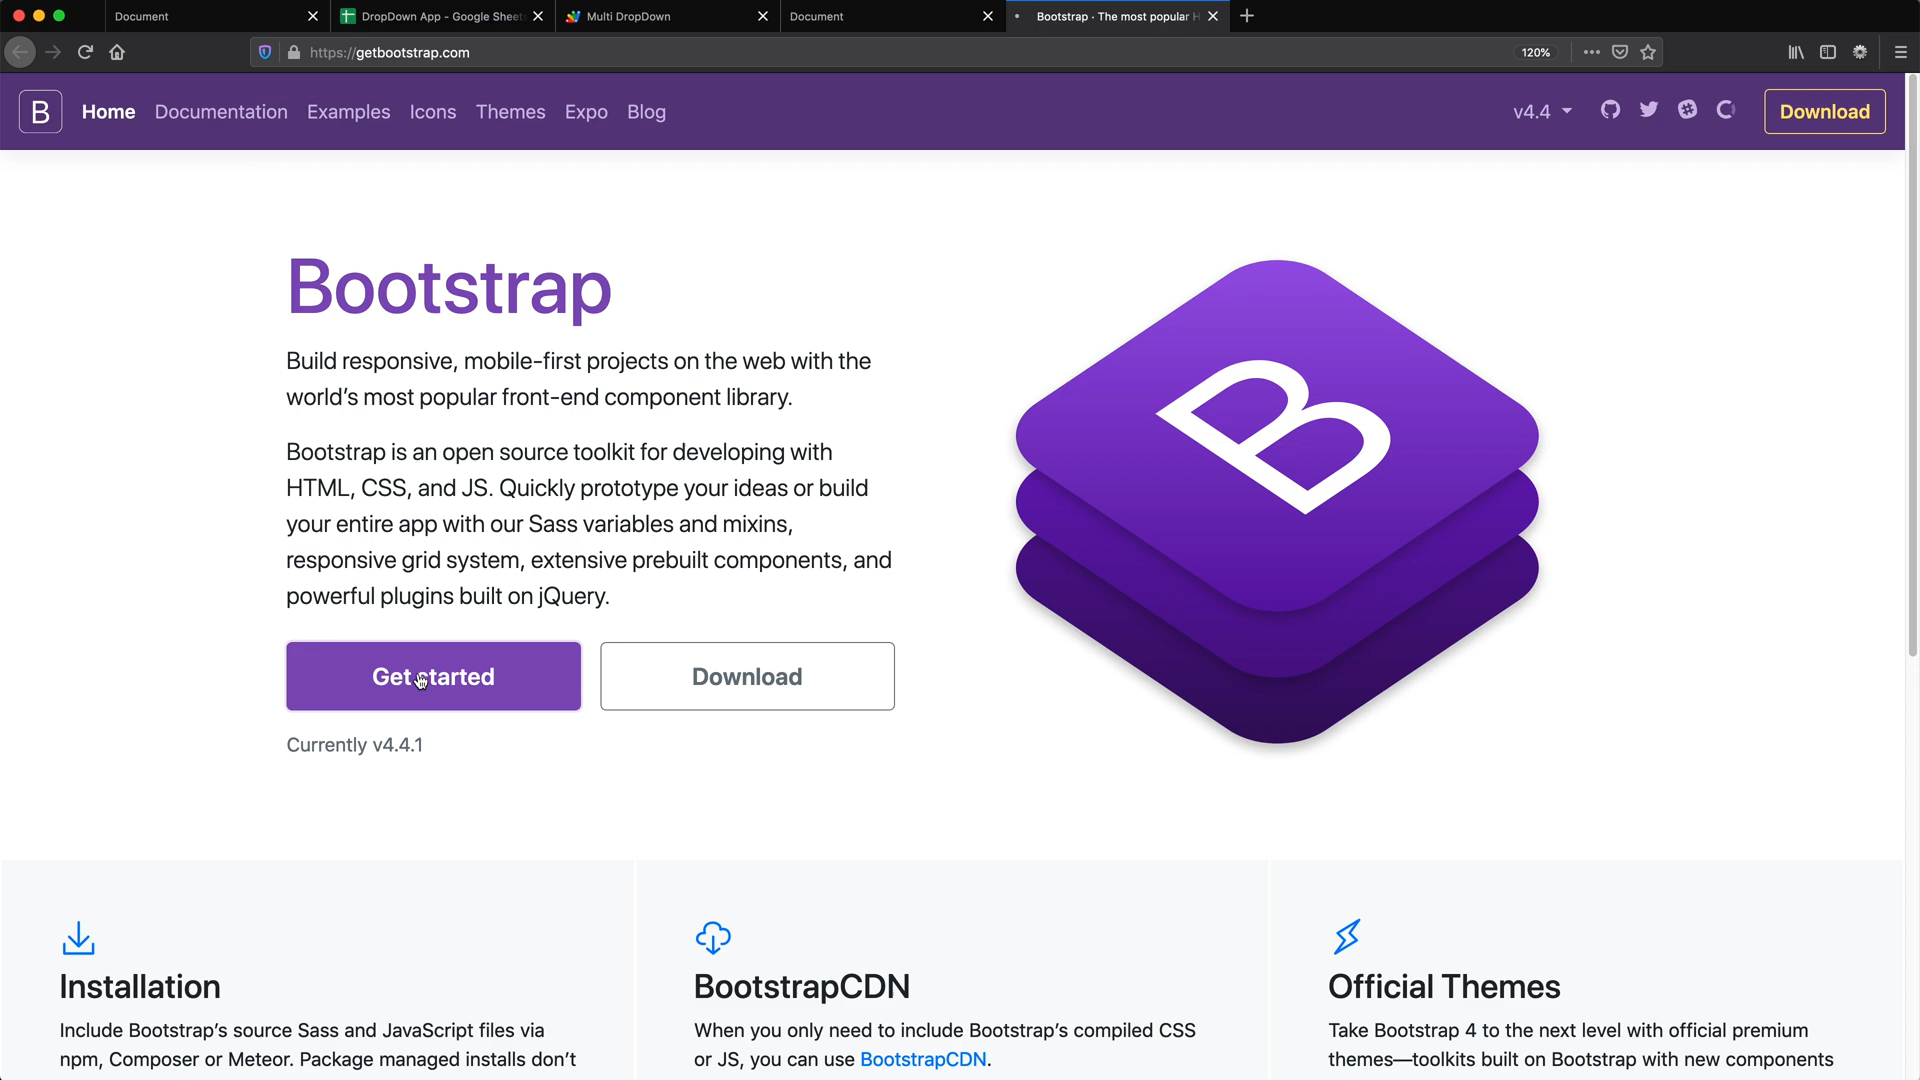 Document
DropDown App - Google Sheets
Multi DropDown
Document
Bootstrap · The most popular H
https://getbootstrap.com
120%
B
Home
Documentation
Examples
Icons
Themes
Expo
Blog
v4.4
Download
Bootstrap
Build responsive, mobile-first projects on the web with the
world's most popular front-end component library.
Bootstrap is an open source toolkit for developing with
HTML, CSS, and JS. Quickly prototype your ideas or build
your entire app with our Sass variables and mixins,
responsive grid system, extensive prebuilt components, and
powerful plugins built on jQuery.
B
Get started
Download
Currently v4.4.1
Installation
Include Bootstrap's source Sass and JavaScript files via
npm, Composer or Meteor. Package managed installs don't
BootstrapCDN
When you only need to include Bootstrap's compiled CSS
or JS, you can use BootstrapCDN.
Official Themes
Take Bootstrap 4 to the next level with official premium
themes—toolkits built on Bootstrap with new components